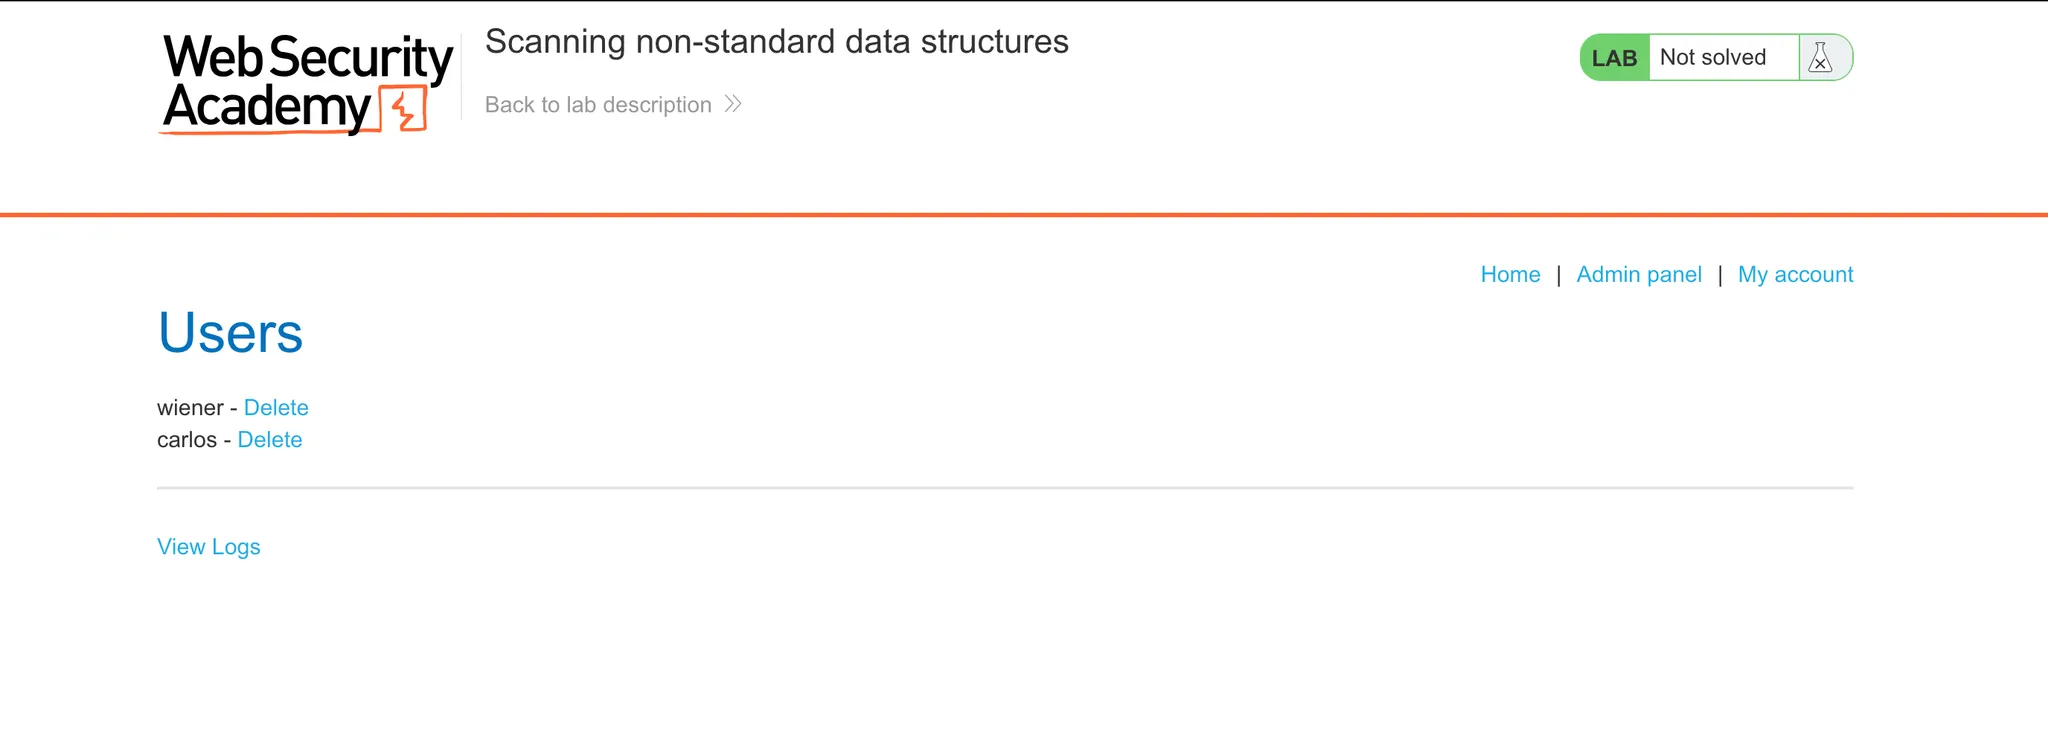 Web Security
Academy
Scanning non-standard data structures
Back to lab description
LAB Not solved
Home | Admin panel | My account
Users
wiener - Delete
carlos - Delete
View Logs